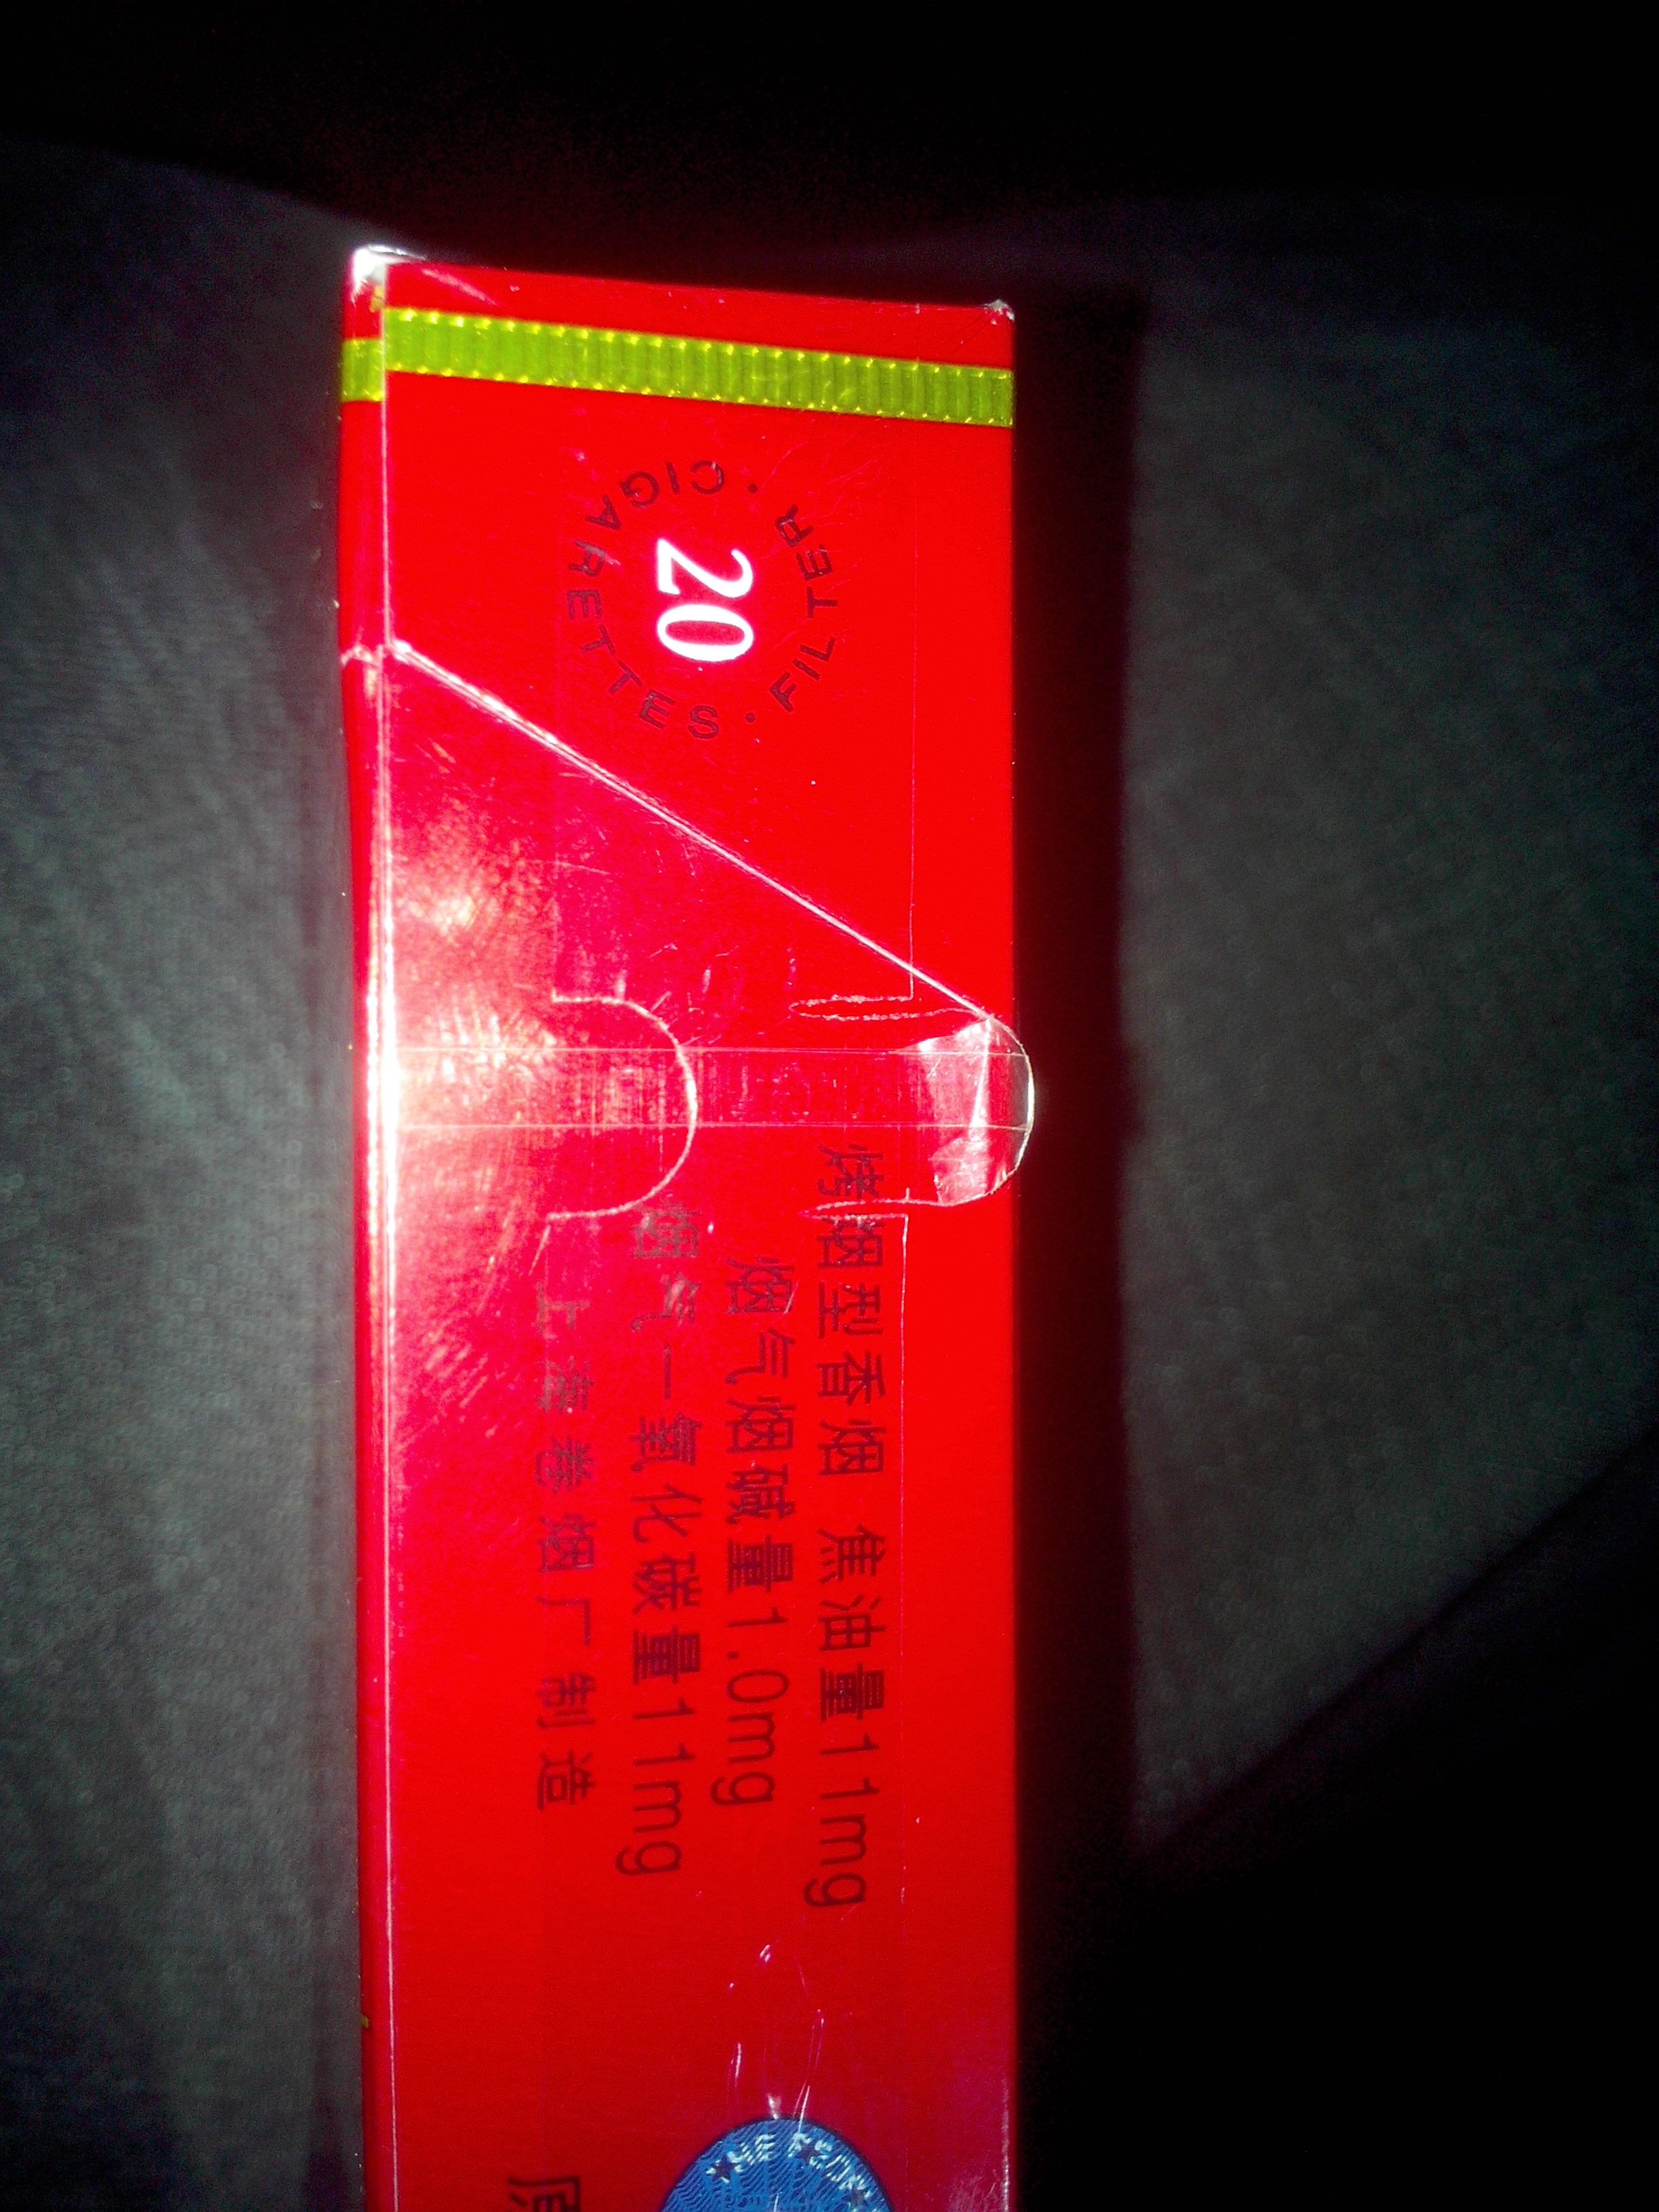 FILTER · CIGARETTES ·
20
烤烟型香烟 焦油量11mg
烟气烟碱量1.0mg
烟气一氧化碳量11mg
上海卷烟厂制造
THE